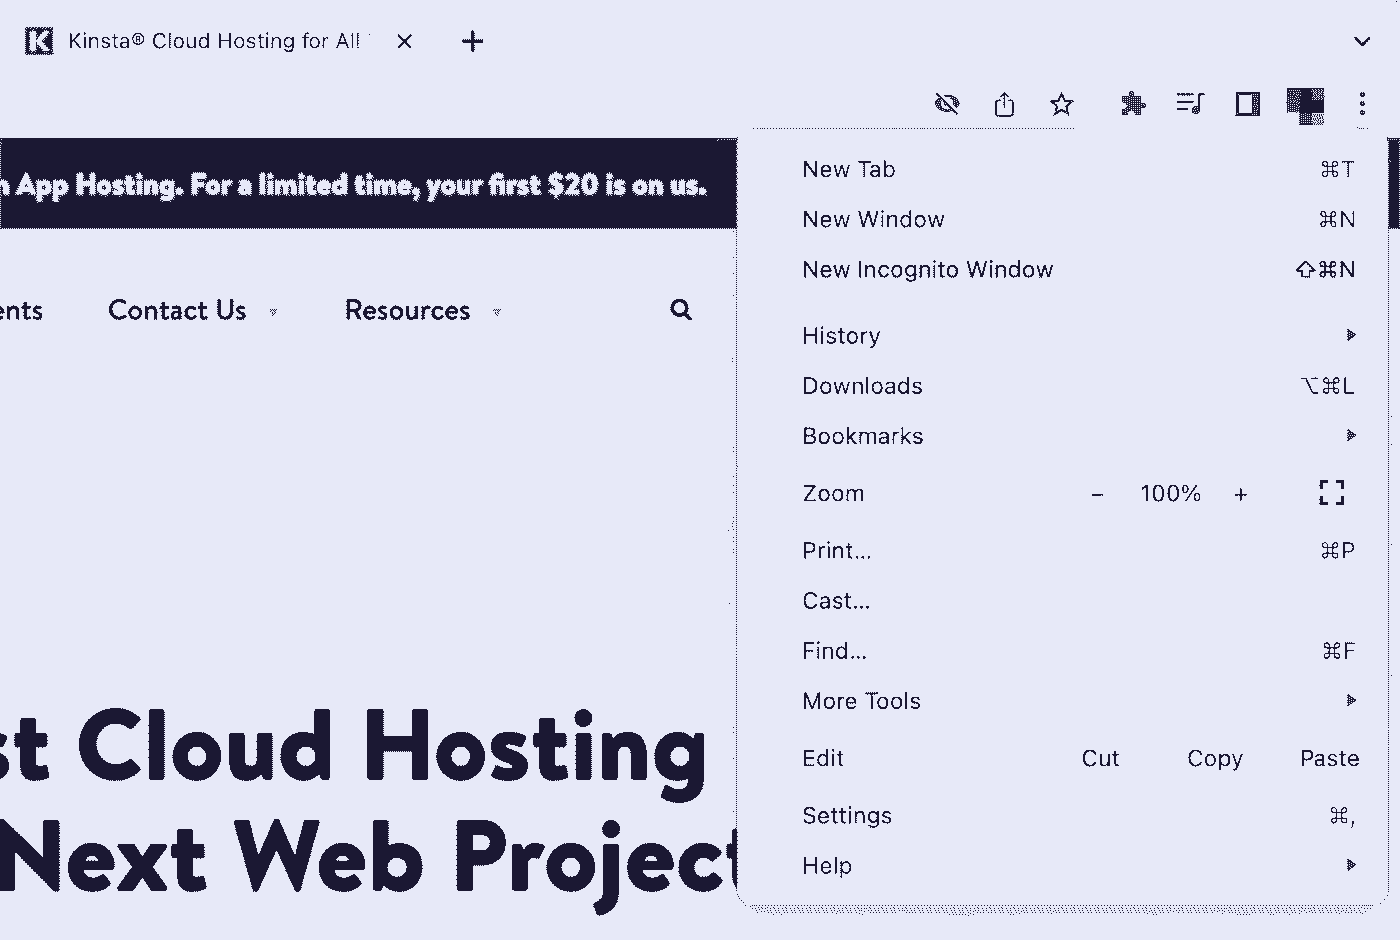 K Kinsta® Cloud Hosting for All
App Hosting. For a limited time, your first $20 is on us.
Contact Us
Resources
st Cloud Hosting
Next Web Project
New Tab ⌘T
New Window ⌘N
New Incognito Window ⇧⌘N
History
Downloads ⌥⌘L
Bookmarks
Zoom − 100% +
Print... ⌘P
Cast...
Find... ⌘F
More Tools
Edit Cut Copy Paste
Settings ⌘,
Help